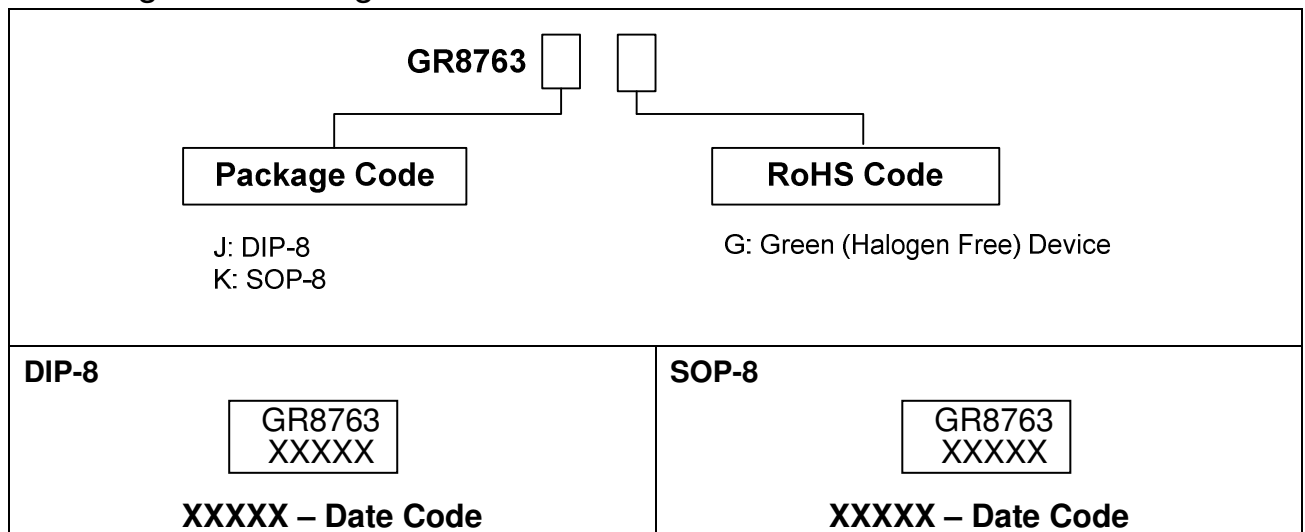 GR8763
Package Code
RoHS Code
J: DIP-8
K: SOP-8
G: Green (Halogen Free) Device
DIP-8
GR8763
XXXXX
XXXXX – Date Code
SOP-8
GR8763
XXXXX
XXXXX – Date Code